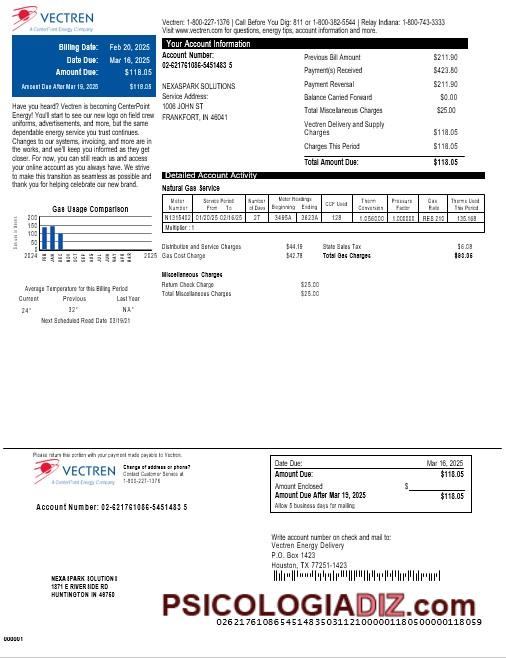 VECTREN
A CenterPoint Energy Company
Vectren: 1-800-227-1376 | Call Before You Dig: 811 or 1-800-382-5544 | Relay Indiana: 1-800-743-3333
Visit www.vectren.com for questions, energy tips, account information and more.
Billing Date: Feb 20, 2025
Due Date: Mar 16, 2025
Amount Due: $118.05
Amount Due After Mar 19, 2025 $118.05
Your Account Information
Account Number:
02-621761086-5451483 5
NEXASPARK SOLUTIONS
Service Address:
1006 JOHN ST
FRANKFORT, IN 46041
Previous Bill Amount $211.90
Payment(s) Received $423.80
Payment Reversal $211.90
Balance Carried Forward $0.00
Total Miscellaneous Charges $25.00
Vectren Delivery and Supply
Charges $118.05
Charges This Period $118.05
Total Amount Due: $118.05
Have you heard? Vectren is becoming CenterPoint
Energy! You'll start to see our new logo on field crew
uniforms, advertisements, and more, but the same
dependable energy service you trust continues.
Changes to our systems, invoicing, and more are in
the works, and we'll keep you informed as they get
closer. For now, you can still reach us and access
your online account as you always have. We strive
to make this transition as seamless as possible and
thank you for helping celebrate our new brand.
Detailed Account Activity
Natural Gas Service
Motor Number
Service Period
From To
Number of Days
Motor Readings
Beginning Ending
CCF Used
Therm Conversion
Pressure Factor
Gas Rate
Therms Used This Period
N1315402 01/20/25 02/16/25 27 3495A 2623A 128 1.056000 1.000000 RES 210 135.168
Multiplier : 1
Gas Usage Comparison
200
150
100
50
0
2024 2025
Distribution and Service Charges $44.19
Gas Cost Charge $42.78
State Sales Tax $6.08
Total Gas Charges
Miscellaneous Charges
Return Check Charge $25.00
Total Miscellaneous Charges $25.00
Average Temperature for this Billing Period
Current Previous Last Year
24° 32° NA*
Next Scheduled Read Date 03/19/21
Please return this portion with your payment made payable to Vectren.
VECTREN
A CenterPoint Energy Company
Change of address or phone?
Contact Customer Service at
1-800-227-1376
Account Number: 02-621761086-5451483 5
Due Date: Mar 16, 2025
Amount Due: $118.05
Amount Enclosed $
Amount Due After Mar 19, 2025 $118.05
Allow 5 business days for mailing
Write account number on check and mail to:
Vectren Energy Delivery
P.O. Box 1423
Houston, TX 77251-1423
NEXASPARK SOLUTIONS
1871 E RIVERSIDE RD
HUNTINGTON IN 46750
PSICOLOGIADIZ.com
000001